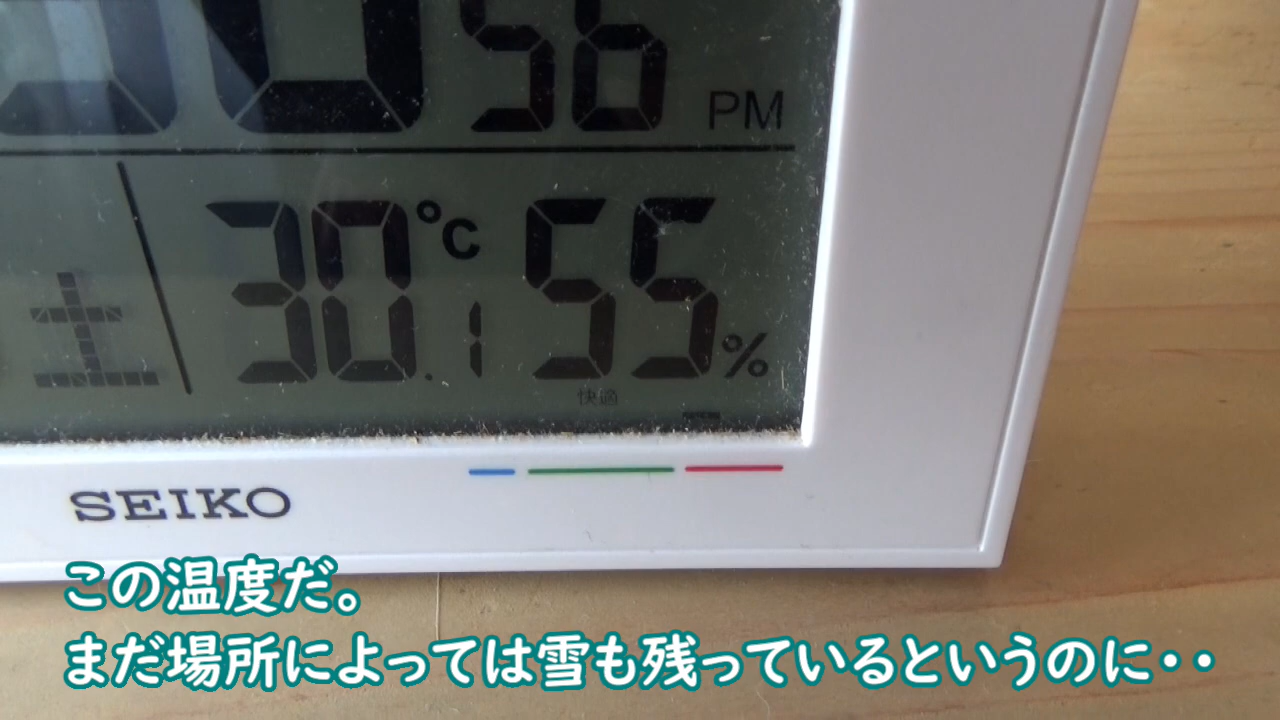 56 PM
土 30.1 ℃ 55 %
快適
SEIKO
この温度だ。
まだ場所によっては雪も残っているというのに・・